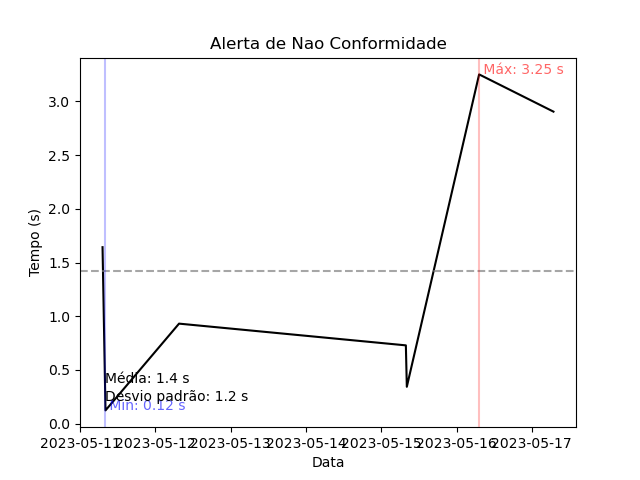 Alerta de Nao Conformidade
Máx: 3.25 s
3.0
2.5
2.0
1.5
1.0
0.5
0.0
Tempo (s)
Média: 1.4 s
Desvio padrão: 1.2 s
Mín: 0.12 s
2023-05-11 2023-05-12 2023-05-13 2023-05-14 2023-05-15 2023-05-16 2023-05-17
Data